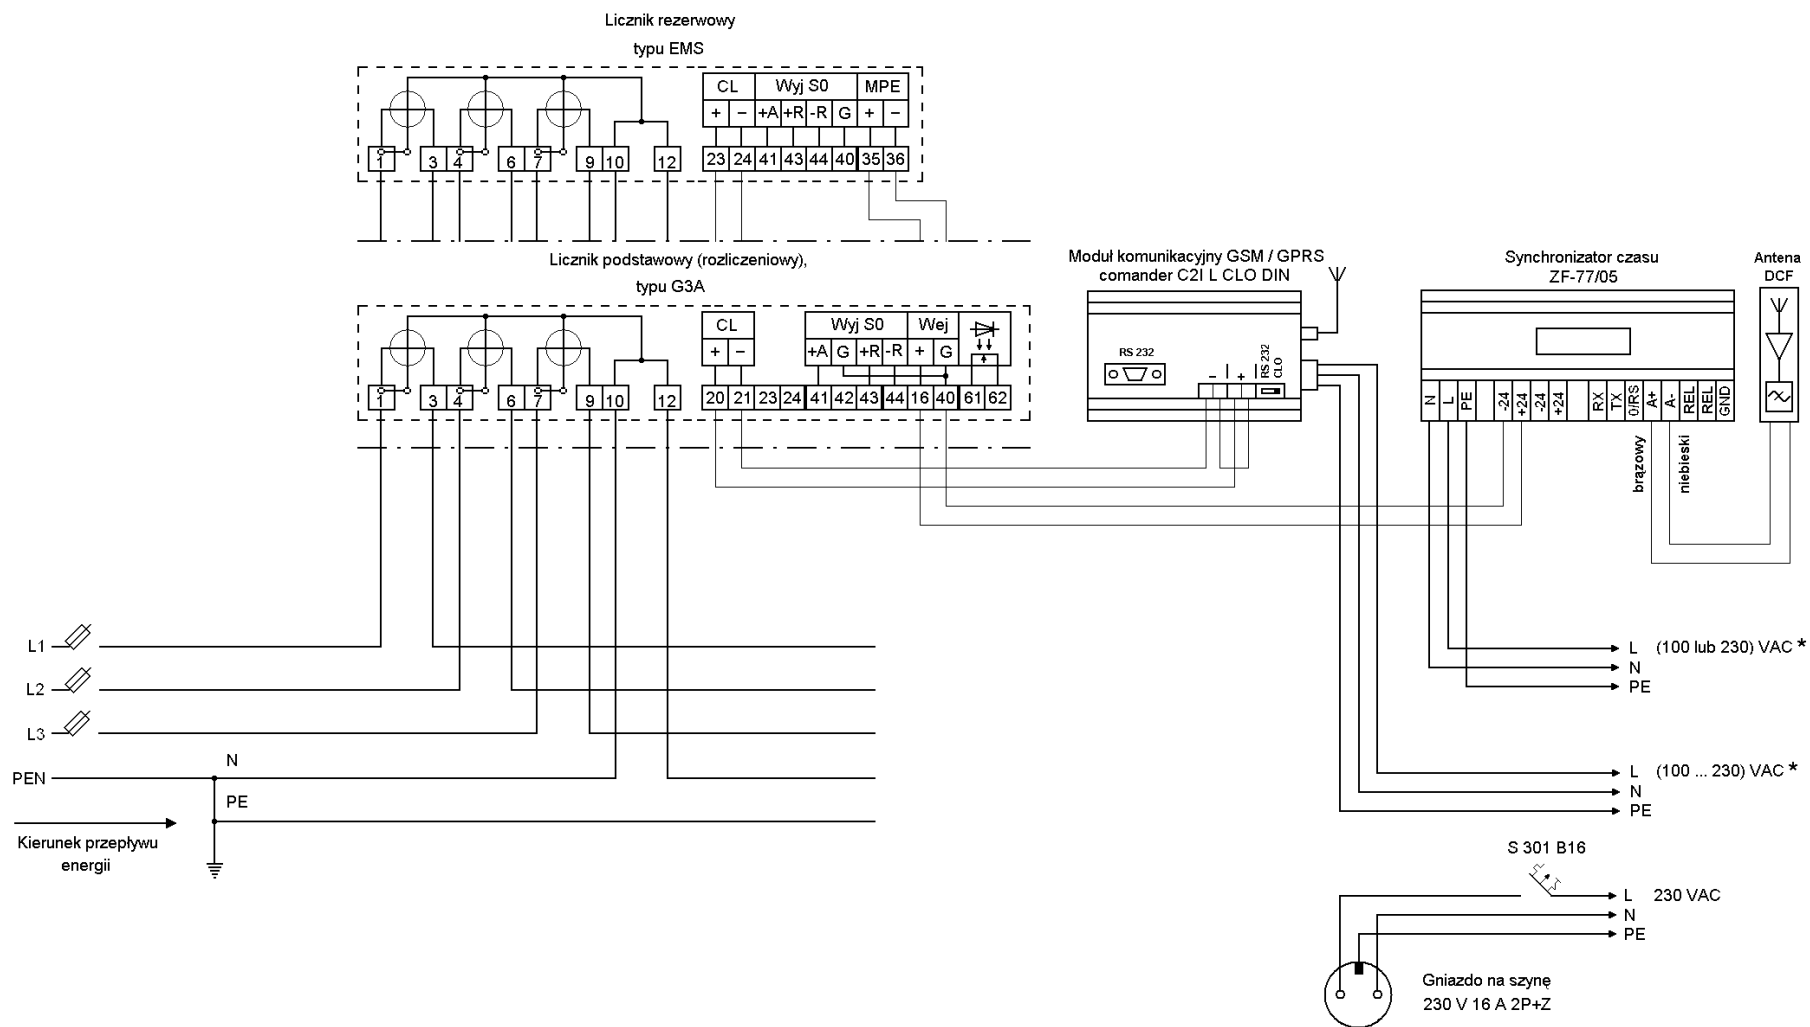 Licznik rezerwowy
typu EMS
CL Wyj S0 MPE
+ − +A +R -R G + −
1 3 4 6 7 9 10 12 23 24 41 43 44 40 35 36
Licznik podstawowy (rozliczeniowy),
typu G3A
CL Wyj S0 Wej
+ − +A G +R -R + G
1 3 4 6 7 9 10 12 20 21 23 24 41 42 43 44 16 40 61 62
Moduł komunikacyjny GSM / GPRS
comander C2I L CLO DIN
RS 232
− | + |
RS 232
CLO
Synchronizator czasu
ZF-77/05
N L PE -24 +24 -24 +24 RX TX 0/RS A+ A- REL REL GND
brązowy
niebieski
Antena
DCF
L1
L2
L3
PEN
N
PE
Kierunek przepływu
energii
L (100 lub 230) VAC *
N
PE
L (100 ... 230) VAC *
N
PE
S 301 B16
L 230 VAC
N
PE
Gniazdo na szynę
230 V 16 A 2P+Z